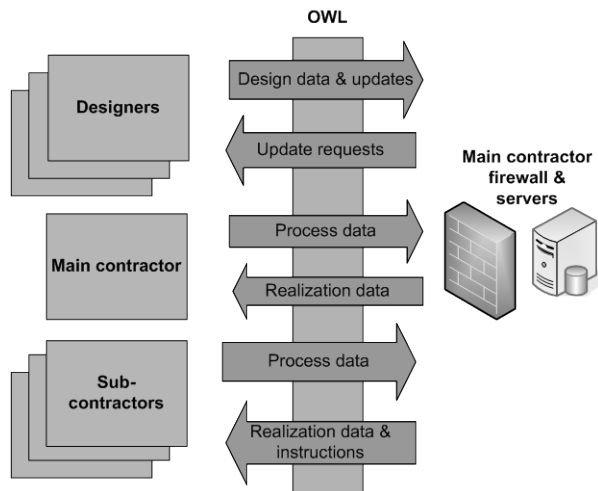 OWL
Design data & updates
Designers
Update requests
Main contractor
firewall &
servers
Process data
Main contractor
Realization data
Process data
Sub-
contractors
Realization data &
instructions